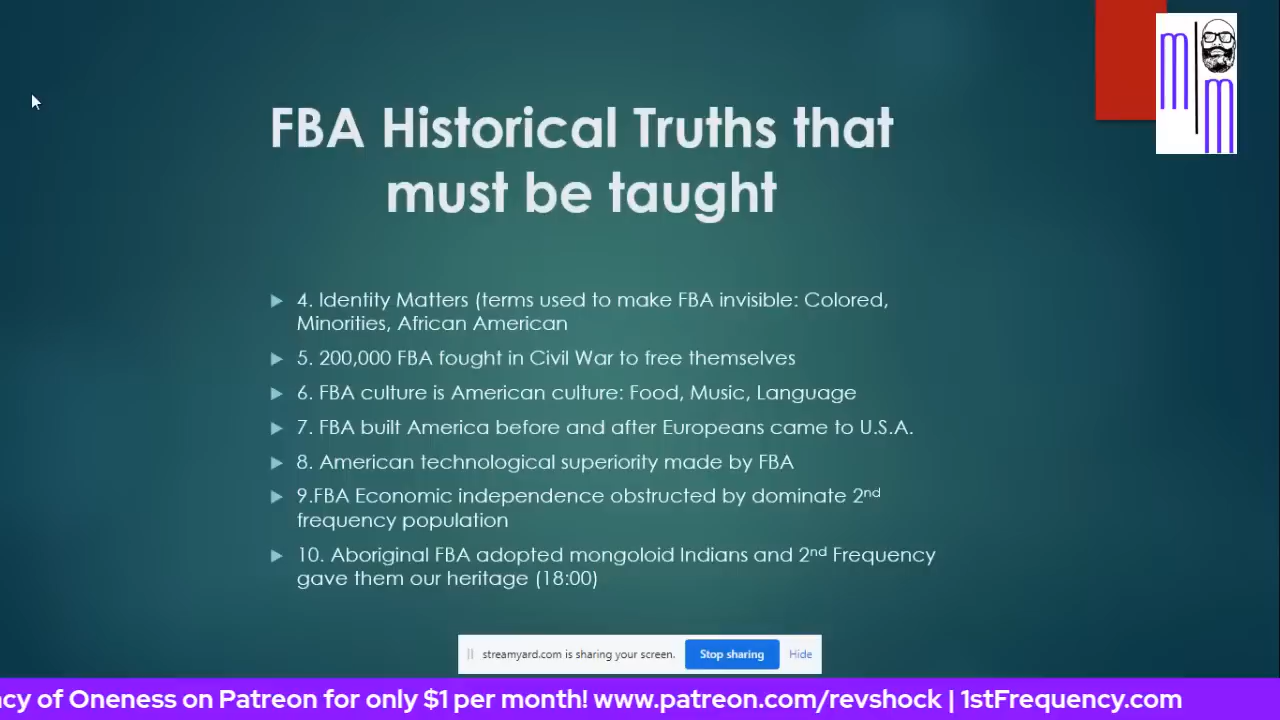 m
m
FBA Historical Truths that
must be taught
4. Identity Matters (terms used to make FBA invisible: Colored,
Minorities, African American
5. 200,000 FBA fought in Civil War to free themselves
6. FBA culture is American culture: Food, Music, Language
7. FBA built America before and after Europeans came to U.S.A.
8. American technological superiority made by FBA
9.FBA Economic independence obstructed by dominate 2nd
frequency population
10. Aboriginal FBA adopted mongoloid Indians and 2nd Frequency
gave them our heritage (18:00)
streamyard.com is sharing your screen. Stop sharing Hide
cy of Oneness on Patreon for only $1 per month! www.patreon.com/revshock | 1stFrequency.com